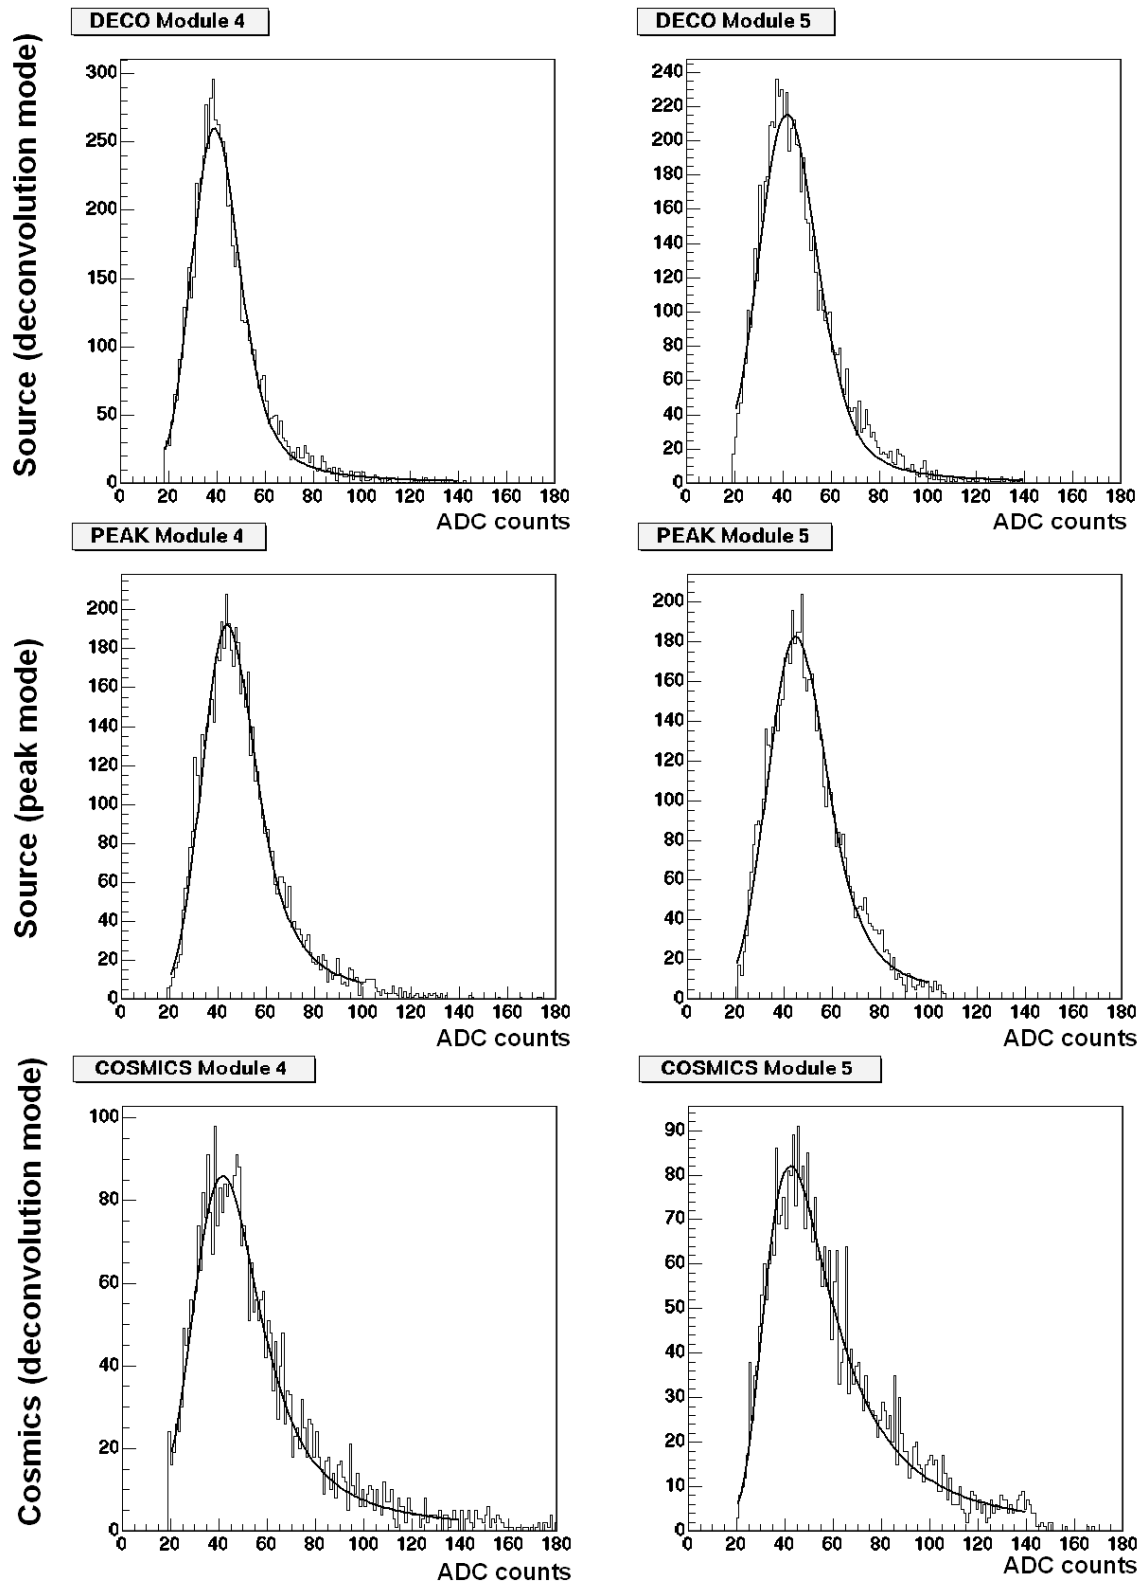 DECO Module 4
DECO Module 5
Source (deconvolution mode)
300
250
200
150
100
50
0
0 20 40 60 80 100 120 140 160 180
ADC counts
240
220
200
180
160
140
120
100
80
60
40
20
0
0 20 40 60 80 100 120 140 160 180
ADC counts
PEAK Module 4
PEAK Module 5
Source (peak mode)
200
180
160
140
120
100
80
60
40
20
0
0 20 40 60 80 100 120 140 160 180
ADC counts
200
180
160
140
120
100
80
60
40
20
0
0 20 40 60 80 100 120 140 160 180
ADC counts
COSMICS Module 4
COSMICS Module 5
Cosmics (deconvolution mode)
100
80
60
40
20
0
0 20 40 60 80 100 120 140 160 180
ADC counts
90
80
70
60
50
40
30
20
10
0
0 20 40 60 80 100 120 140 160 180
ADC counts